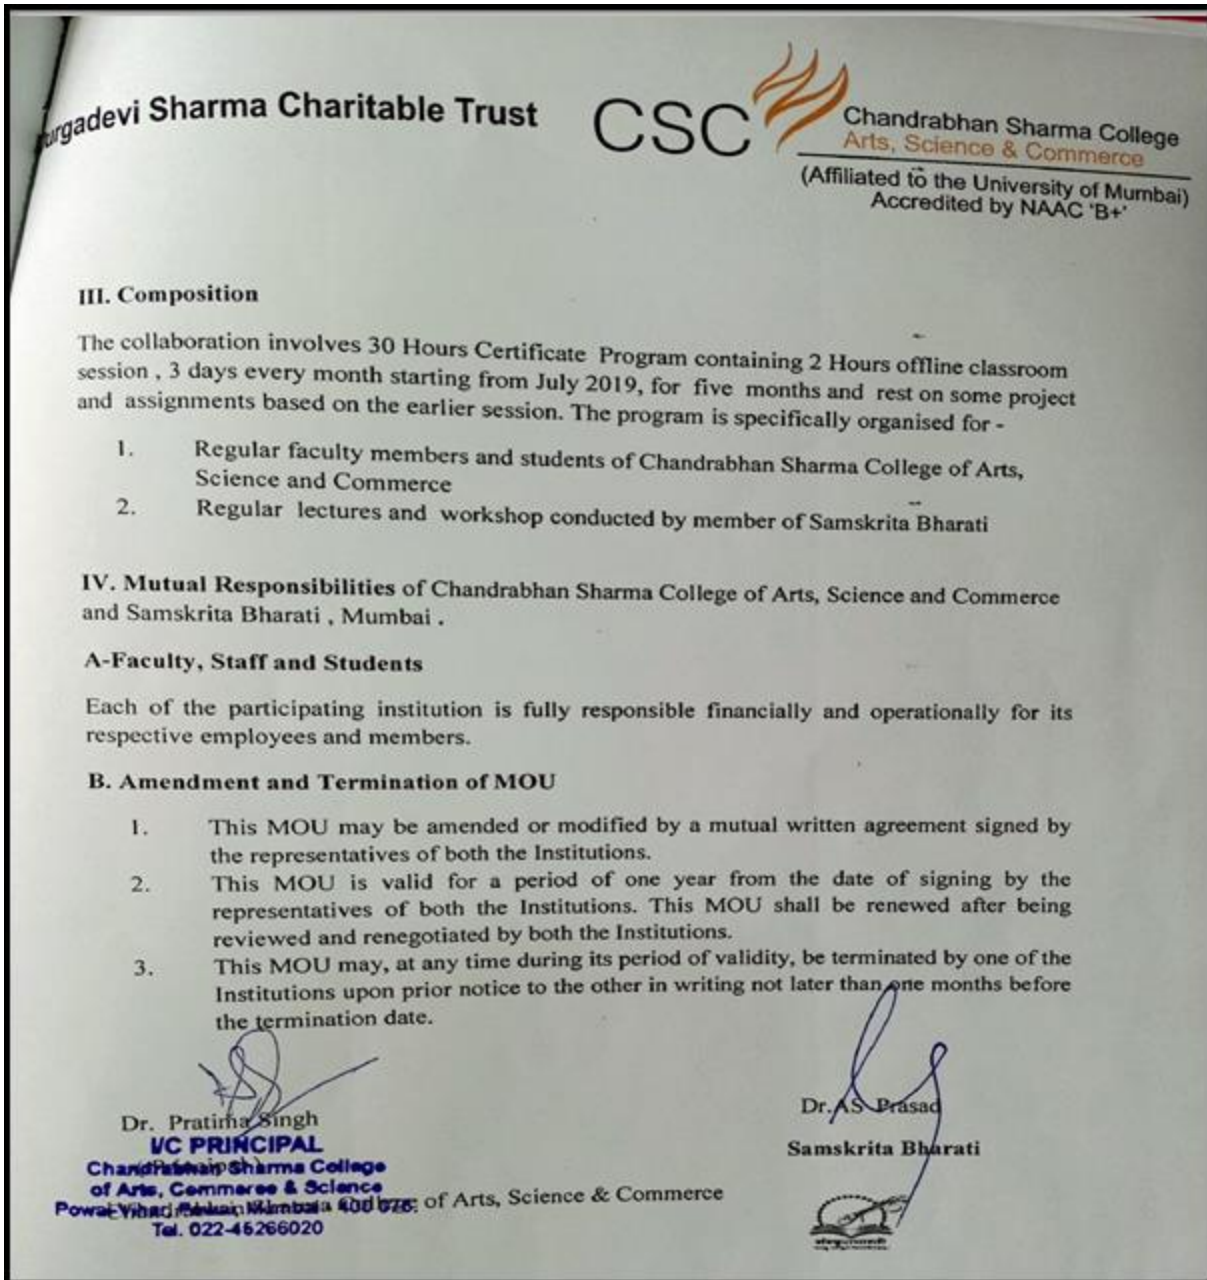 Sharma Charitable Trust
CSC
Chandrabhan Sharma College
Arts, Science & Commerce
(Affiliated to the University of Mumbai)
Accredited by NAAC 'B+'
III. Composition
The collaboration involves 30 Hours Certificate Program containing 2 Hours offline classroom
session , 3 days every month starting from July 2019, for five months and rest on some project
and assignments based on the earlier session. The program is specifically organised for -
1. Regular faculty members and students of Chandrabhan Sharma College of Arts,
Science and Commerce
2. Regular lectures and workshop conducted by member of Samskrita Bharati
IV. Mutual Responsibilities of Chandrabhan Sharma College of Arts, Science and Commerce
and Samskrita Bharati , Mumbai .
A-Faculty, Staff and Students
Each of the participating institution is fully responsible financially and operationally for its
respective employees and members.
B. Amendment and Termination of MOU
1. This MOU may be amended or modified by a mutual written agreement signed by
the representatives of both the Institutions.
2. This MOU is valid for a period of one year from the date of signing by the
representatives of both the Institutions. This MOU shall be renewed after being
reviewed and renegotiated by both the Institutions.
3. This MOU may, at any time during its period of validity, be terminated by one of the
Institutions upon prior notice to the other in writing not later than one months before
the termination date.
Dr. Pratima Singh
I/C PRINCIPAL
Chandrabhan Sharma College
of Arts, Commerce & Science
Powai Vihar, Powai, Mumbai 400 076.
of Arts, Science & Commerce
Tel. 022-45266020
Dr.AS Prasad
Samskrita Bharati